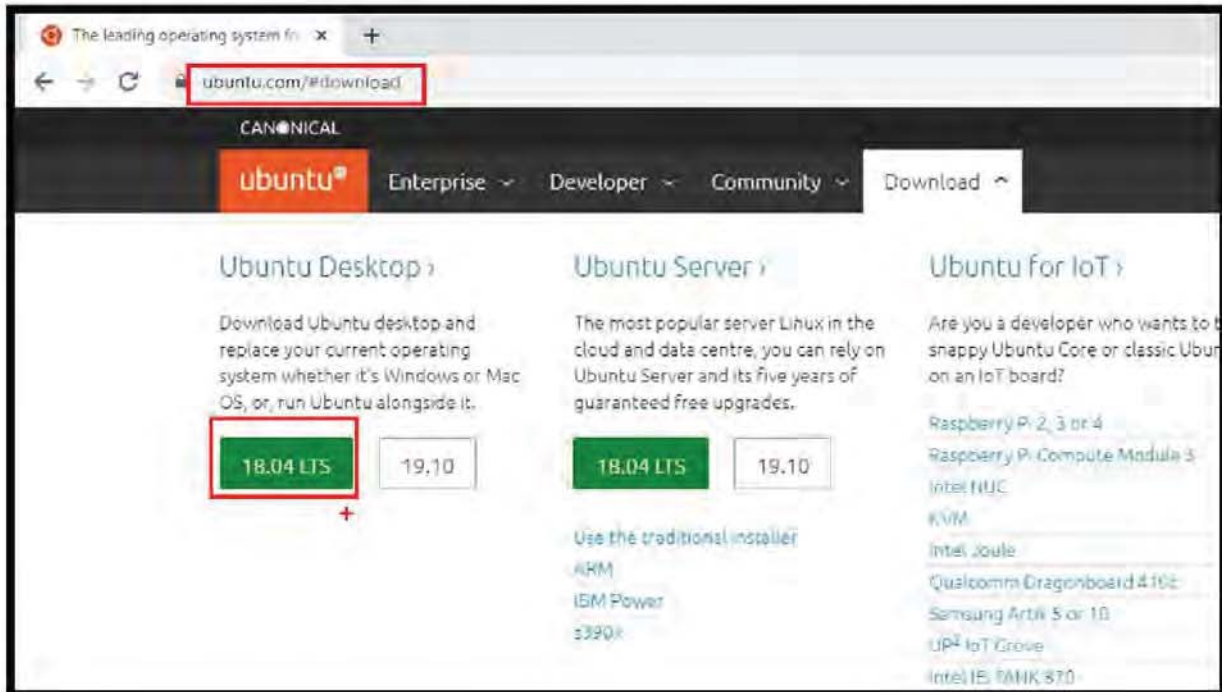 The leading operating system fo
ubuntu.com/#download
CANONICAL
ubuntu®
Enterprise
Developer
Community
Download
Ubuntu Desktop ›
Download Ubuntu desktop and
replace your current operating
system whether it's Windows or Mac
OS, or, run Ubuntu alongside it.
18.04 LTS
19.10
Ubuntu Server ›
The most popular server Linux in the
cloud and data centre, you can rely on
Ubuntu Server and its five years of
guaranteed free upgrades.
18.04 LTS
19.10
Use the traditional installer
ARM
IBM Power
s390x
Ubuntu for IoT ›
Are you a developer who wants to t
snappy Ubuntu Core or classic Ubun
on an IoT board?
Raspberry Pi 2, 3 or 4
Raspberry Pi Compute Module 3
Intel NUC
KVM
Intel Joule
Qualcomm Dragonboard 410c
Samsung Artik 5 or 10
UP² IoT Grove
Intel IEI TANK 870